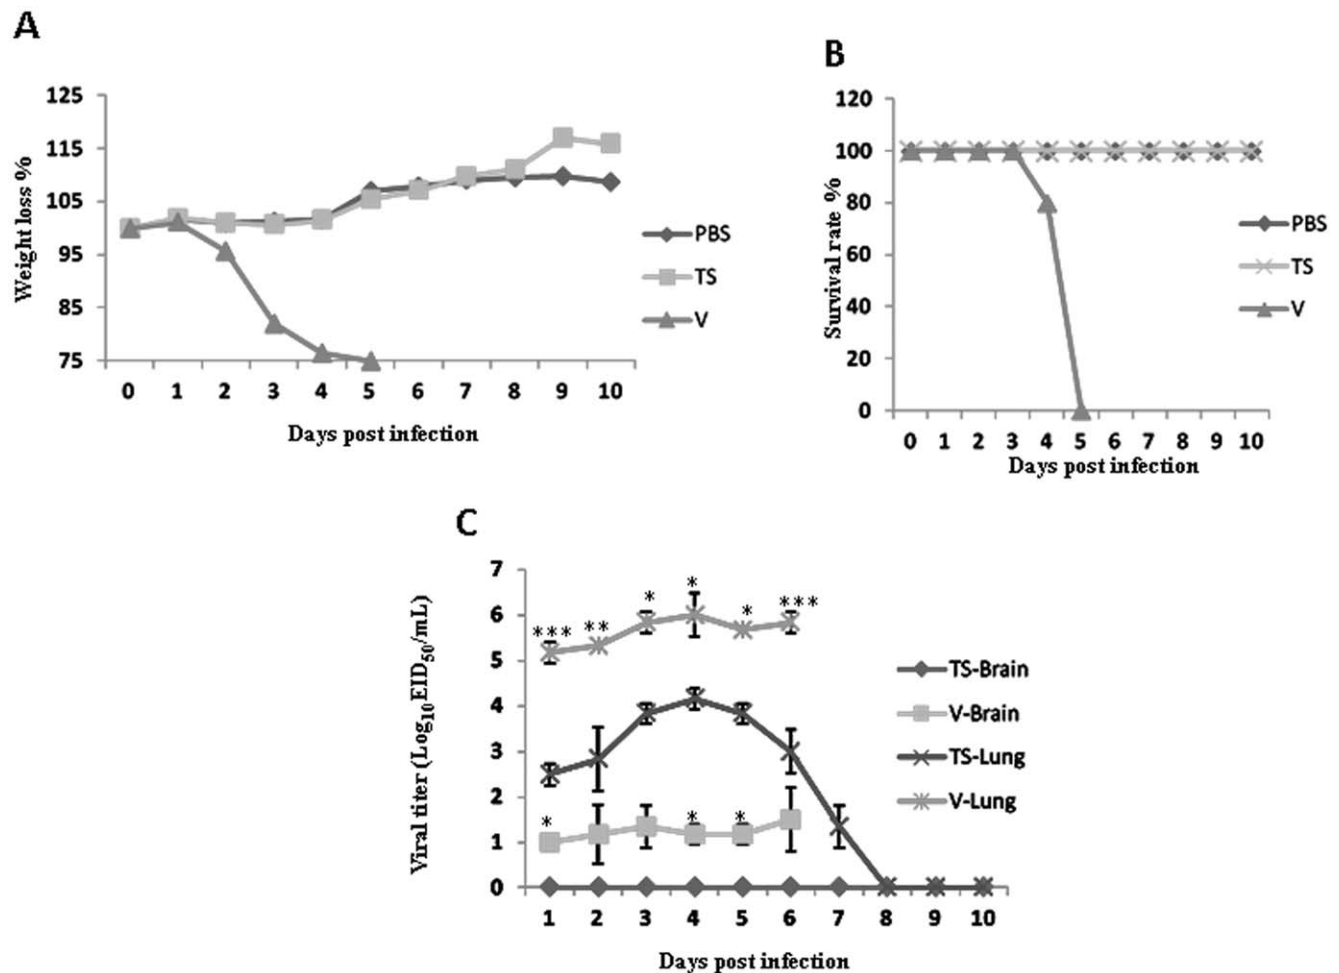 A
125
115
105
95
85
75
Weight loss %
0 1 2 3 4 5 6 7 8 9 10
Days post infection
PBS
TS
V
B
120
100
80
60
40
20
0
Survival rate %
0 1 2 3 4 5 6 7 8 9 10
Days post infection
PBS
TS
V
C
7
6
5
4
3
2
1
0
Viral titer (Log10EID50/mL)
*** ** * * * ***
* * *
1 2 3 4 5 6 7 8 9 10
Days post infection
TS-Brain
V-Brain
TS-Lung
V-Lung